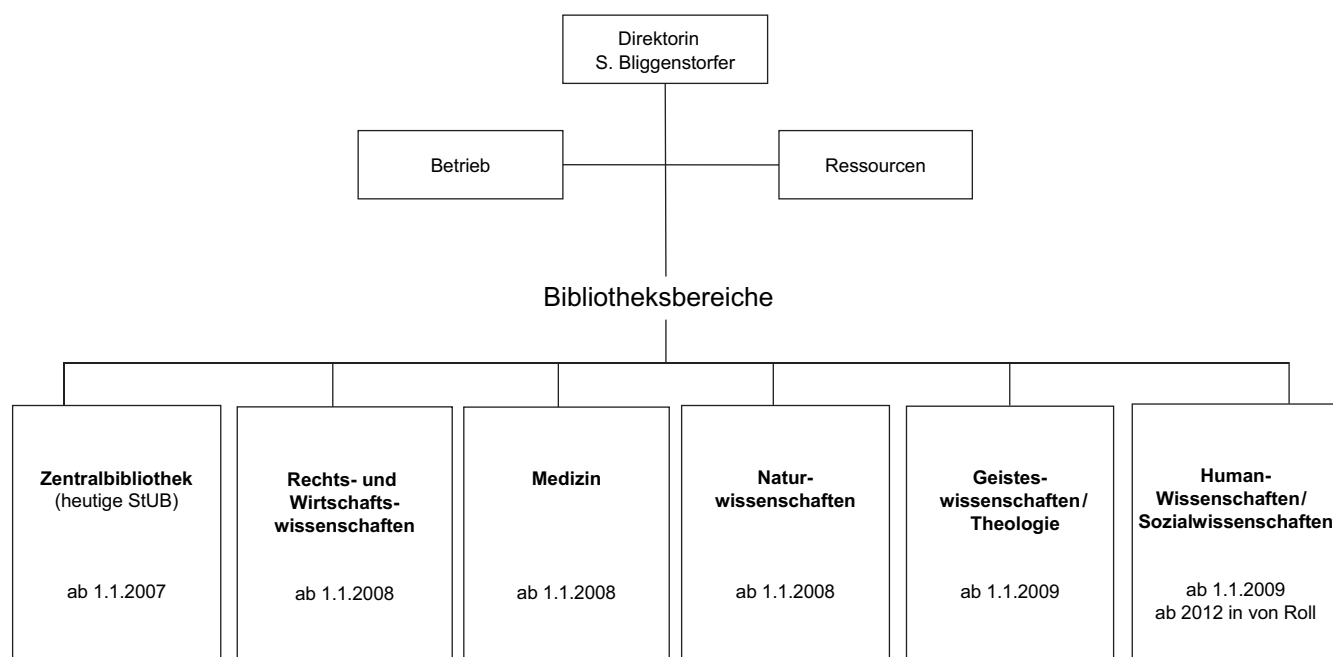 Direktorin
S. Bliggenstorfer
Betrieb
Ressourcen
Bibliotheksbereiche
Zentralbibliothek
(heutige StUB)
ab 1.1.2007
Rechts- und
Wirtschafts-
wissenschaften
ab 1.1.2008
Medizin
ab 1.1.2008
Natur-
wissenschaften
ab 1.1.2008
Geistes-
wissenschaften/
Theologie
ab 1.1.2009
Human-
Wissenschaften/
Sozialwissenschaften
ab 1.1.2009
ab 2012 in von Roll